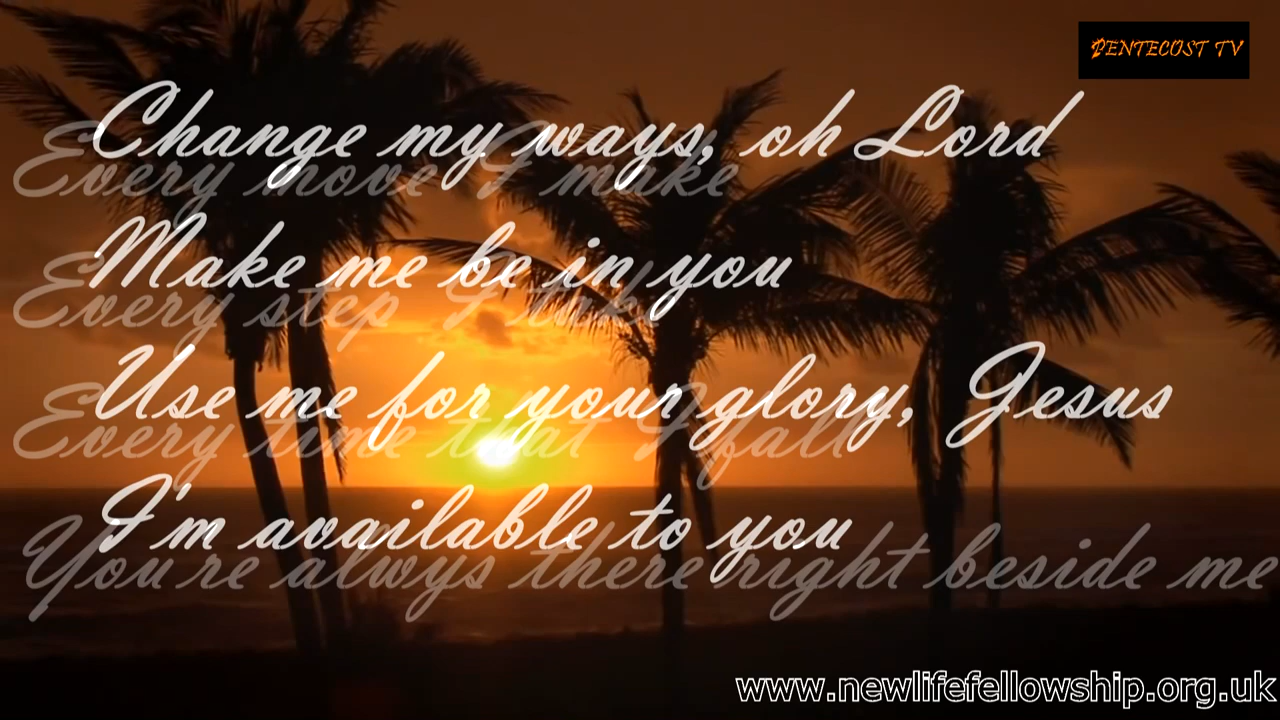 PENTECOST TV
Change my ways, oh Lord
Every move I make
Make me be in you
Every step I take
Use me for your glory, Jesus
Every time that I fall
I'm available to you
You're alwys there right beside me
www.newlifefellowship.org.uk